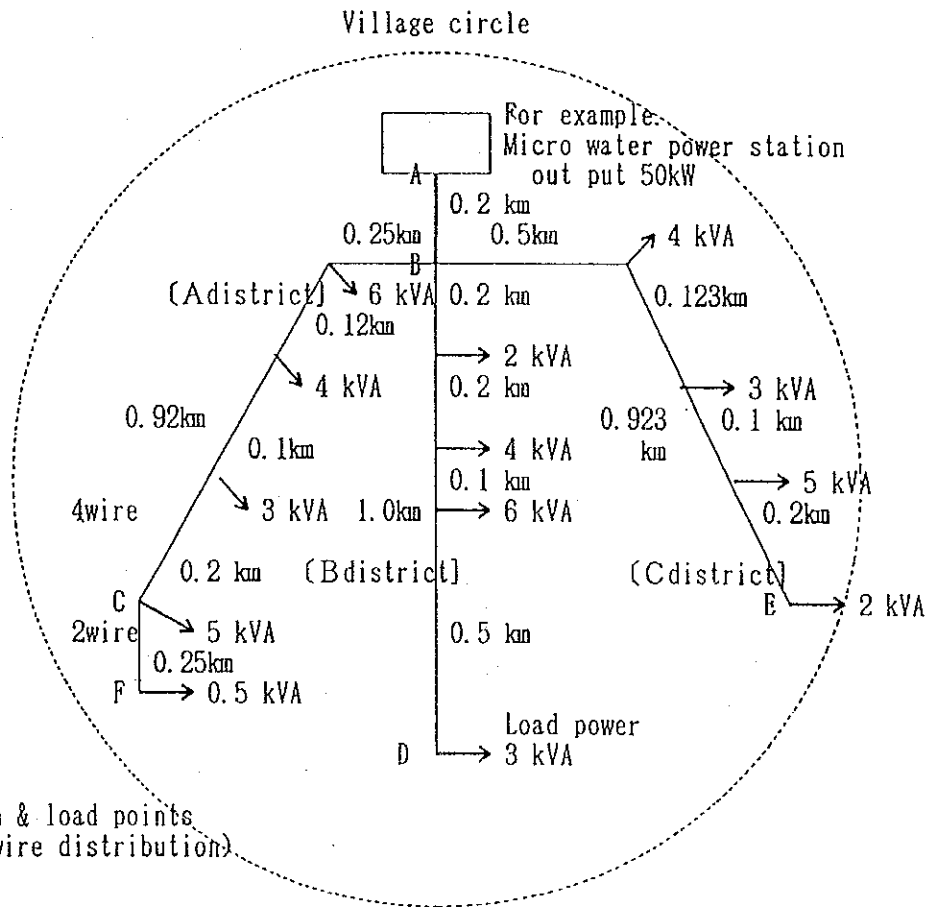 Village circle
For example.
Micro water power station
out put 50kW
A
0.2 km
0.25km
0.5km
4 kVA
B
(Adistrict]
6 kVA
0.2 km
0.123km
0.12km
2 kVA
4 kVA
0.2 km
3 kVA
0.92km
0.923
km
0.1 km
0.1km
4 kVA
0.1 km
5 kVA
4wire
3 kVA
1.0km
6 kVA
0.2km
0.2 km
(Bdistrict]
(Cdistrict]
C
E
2 kVA
2wire
5 kVA
0.5 km
0.25km
F
0.5 kVA
Load power
D
3 kVA
& load points
wire distribution)